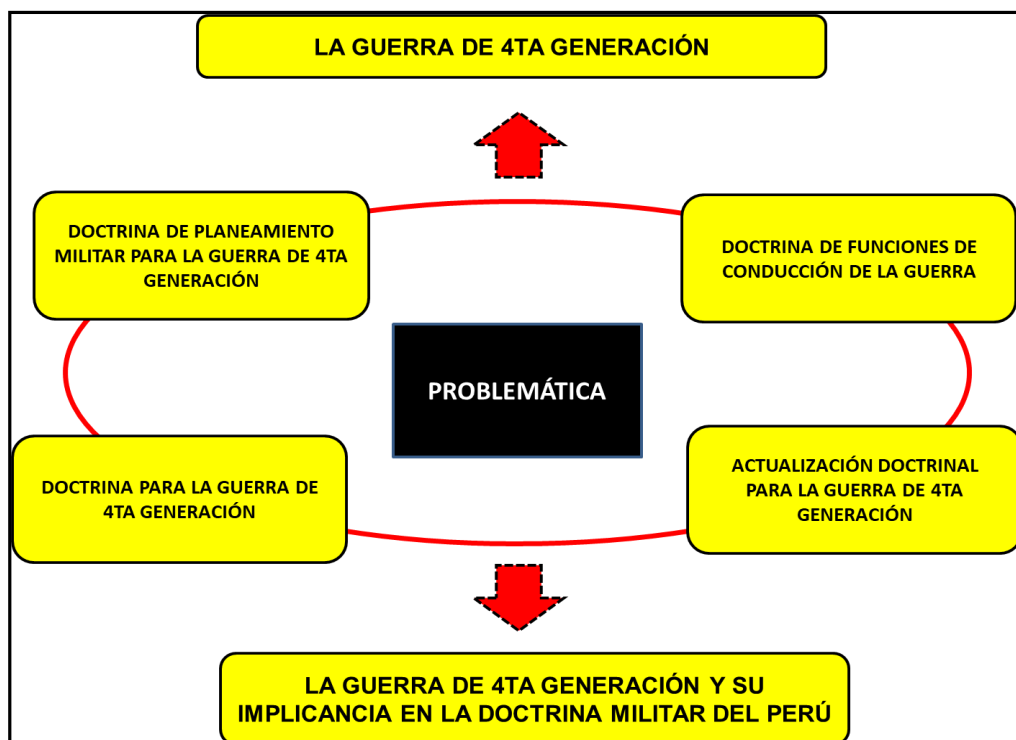 LA GUERRA DE 4TA GENERACIÓN
DOCTRINA DE PLANEAMIENTO
MILITAR PARA LA GUERRA DE 4TA
GENERACIÓN
DOCTRINA DE FUNCIONES DE
CONDUCCIÓN DE LA GUERRA
PROBLEMÁTICA
DOCTRINA PARA LA GUERRA DE
4TA GENERACIÓN
ACTUALIZACIÓN DOCTRINAL
PARA LA GUERRA DE 4TA
GENERACIÓN
LA GUERRA DE 4TA GENERACIÓN Y SU
IMPLICANCIA EN LA DOCTRINA MILITAR DEL PERÚ